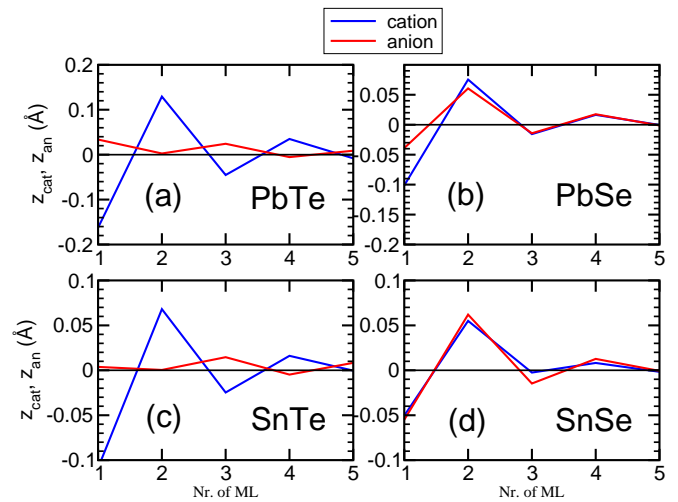 cation
anion
0.2
0.1
0
-0.1
-0.2
z_cat, z_an (Å)
(a)
PbTe
1 2 3 4 5
0.05
0
-0.05
-0.1
-0.15
-0.2
(b)
PbSe
1 2 3 4 5
0.1
0.05
0
-0.05
-0.1
z_cat, z_an (Å)
(c)
SnTe
1 2 3 4 5
Nr. of ML
0.1
0.05
0
-0.05
-0.1
(d)
SnSe
1 2 3 4 5
Nr. of ML